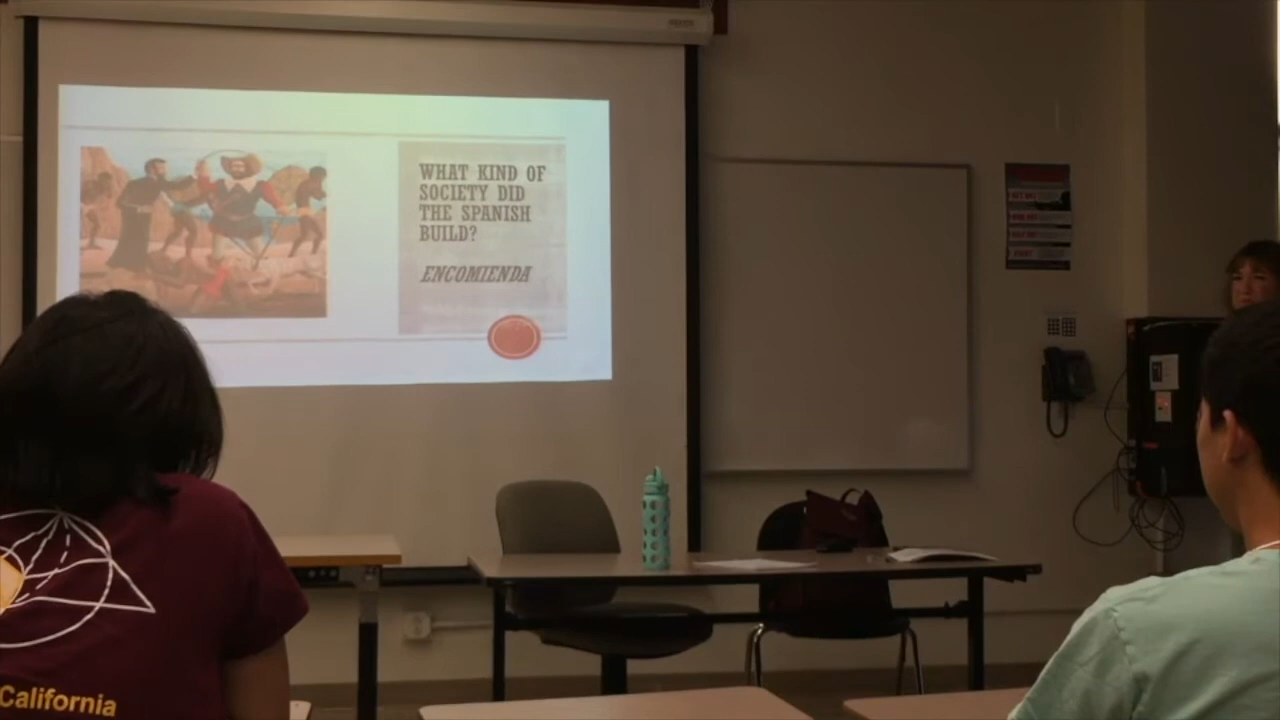 WHAT KIND OF
SOCIETY DID
THE SPANISH
BUILD?
ENCOMIENDA
California